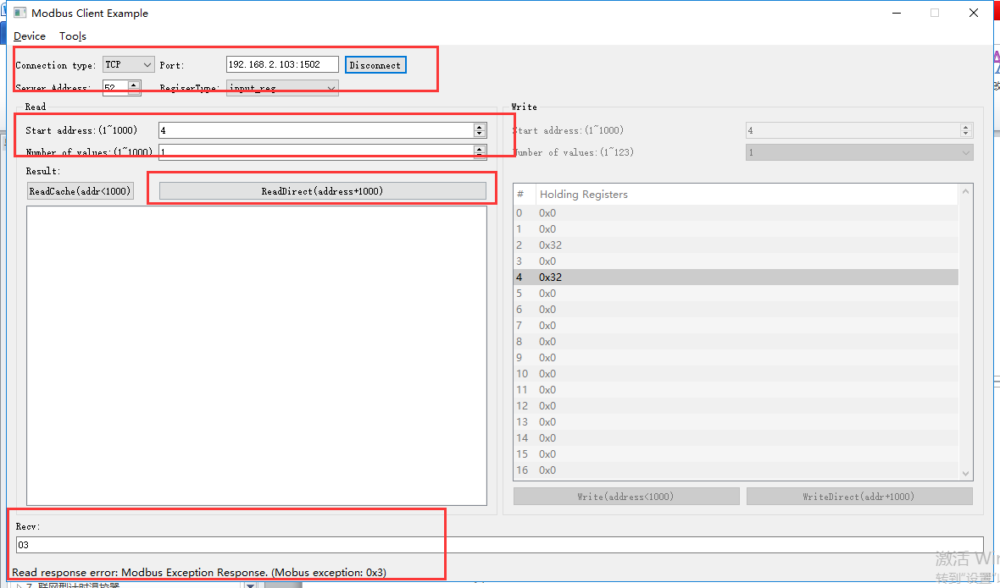 Modbus Client Example
Device Tools
Connection type: TCP Port: 192.168.2.103:1502 Disconnect
Server Address: 52 RegiserType: input_reg
Read
Start address:(1~1000) 4
Number of values:(1~1000) 1
Result:
ReadCache(addr<1000) ReadDirect(address+1000)
Write
Start address:(1~1000) 4
Number of values:(1~123) 1
# Holding Registers
0 0x0
1 0x0
2 0x32
3 0x0
4 0x32
5 0x0
6 0x0
7 0x0
8 0x0
9 0x0
10 0x0
11 0x0
12 0x0
13 0x0
14 0x0
15 0x0
16 0x0
Write(address<1000) WriteDirect(addr+1000)
Recv:
03
Read response error: Modbus Exception Response. (Mobus exception: 0x3)
激活 Win
转到"设置"